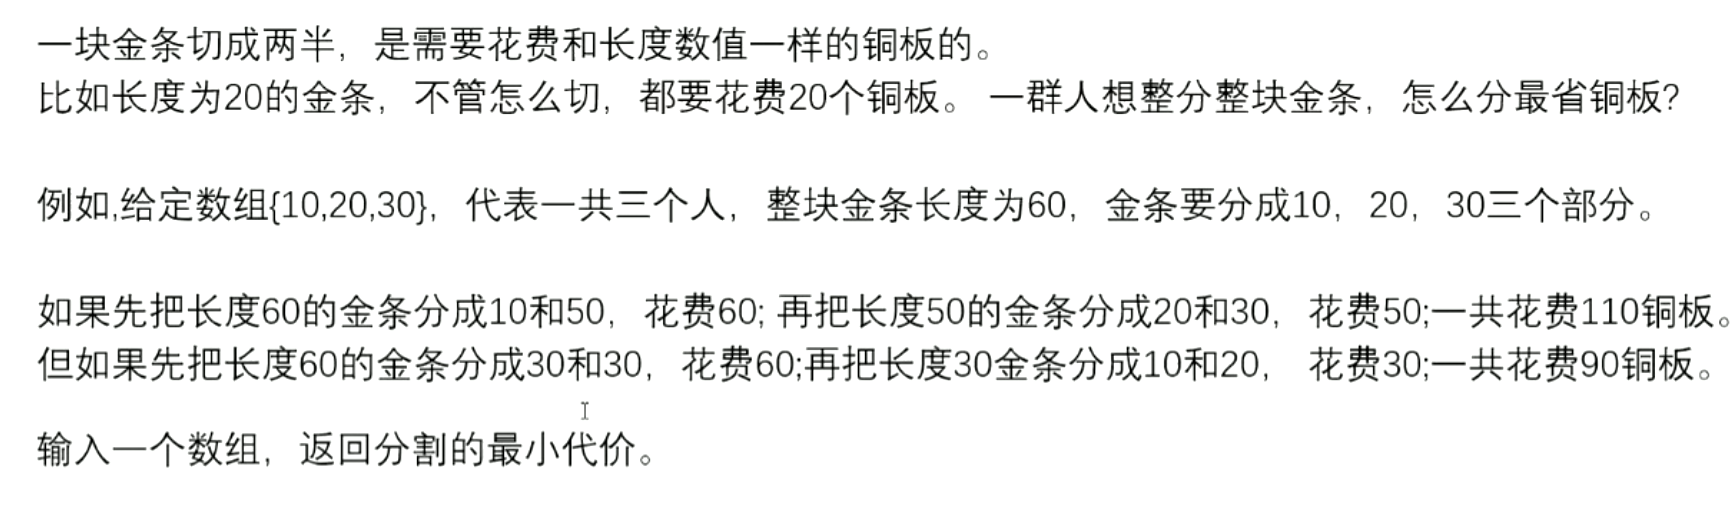 一块金条切成两半，是需要花费和长度数值一样的铜板的。
比如长度为20的金条，不管怎么切，都要花费20个铜板。 一群人想整分整块金条，怎么分最省铜板?
例如,给定数组{10,20,30}，代表一共三个人，整块金条长度为60，金条要分成10，20，30三个部分。
如果先把长度60的金条分成10和50，花费60; 再把长度50的金条分成20和30，花费50;一共花费110铜板。
但如果先把长度60的金条分成30和30，花费60;再把长度30金条分成10和20， 花费30;一共花费90铜板。
输入一个数组，返回分割的最小代价。